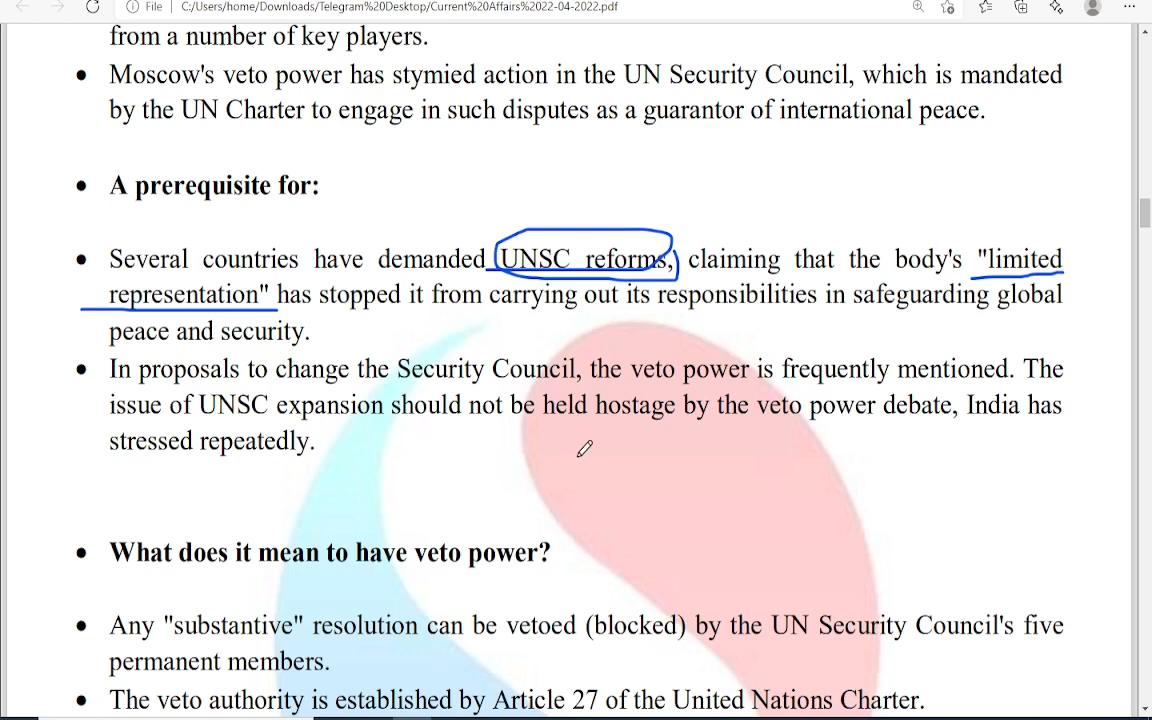 File | C:/Users/home/Downloads/Telegram%20Desktop/Current%20Affairs%2022-04-2022.pdf
from a number of key players.
• Moscow's veto power has stymied action in the UN Security Council, which is mandated
by the UN Charter to engage in such disputes as a guarantor of international peace.
• A prerequisite for:
• Several countries have demanded UNSC reforms, claiming that the body's "limited
representation" has stopped it from carrying out its responsibilities in safeguarding global
peace and security.
• In proposals to change the Security Council, the veto power is frequently mentioned. The
issue of UNSC expansion should not be held hostage by the veto power debate, India has
stressed repeatedly.
• What does it mean to have veto power?
• Any "substantive" resolution can be vetoed (blocked) by the UN Security Council's five
permanent members.
• The veto authority is established by Article 27 of the United Nations Charter.